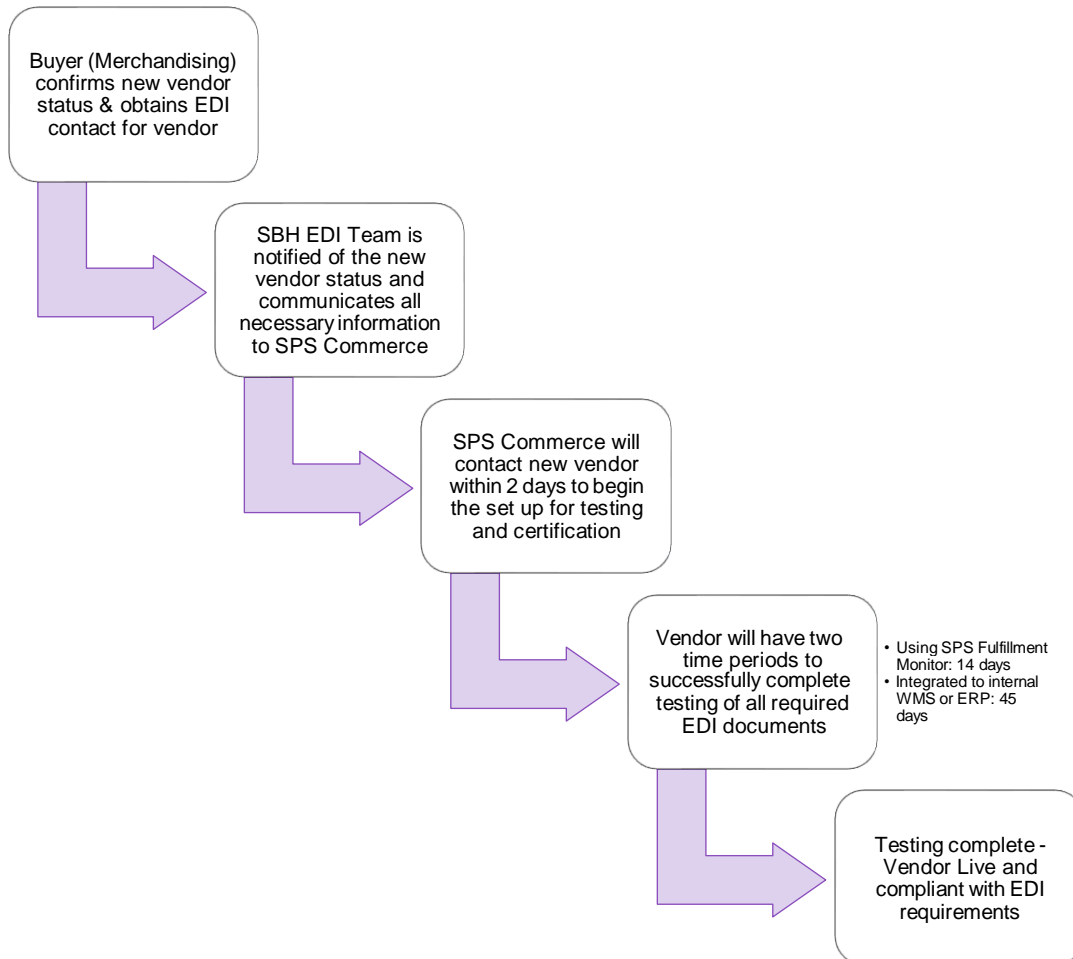 Buyer (Merchandising)
confirms new vendor
status & obtains EDI
contact for vendor
SBH EDI Team is
notified of the new
vendor status and
communicates all
necessary information
to SPS Commerce
SPS Commerce will
contact new vendor
within 2 days to begin
the set up for testing
and certification
Vendor will have two
time periods to
successfully complete
testing of all required
EDI documents
• Using SPS Fulfillment
Monitor: 14 days
• Integrated to internal
WMS or ERP: 45
days
Testing complete -
Vendor Live and
compliant with EDI
requirements